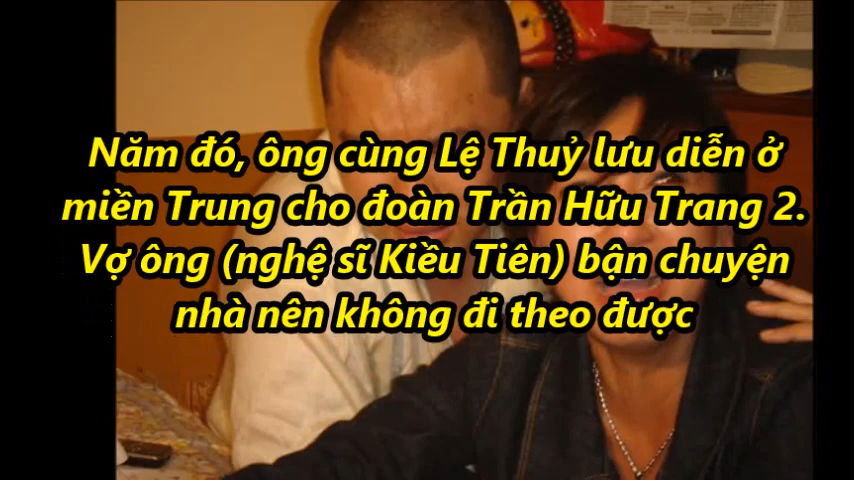 Năm đó, ông cùng Lệ Thuỷ lưu diễn ở
miền Trung cho đoàn Trần Hữu Trang 2.
Vợ ông (nghệ sĩ Kiều Tiên) bận chuyện
nhà nên không đi theo được